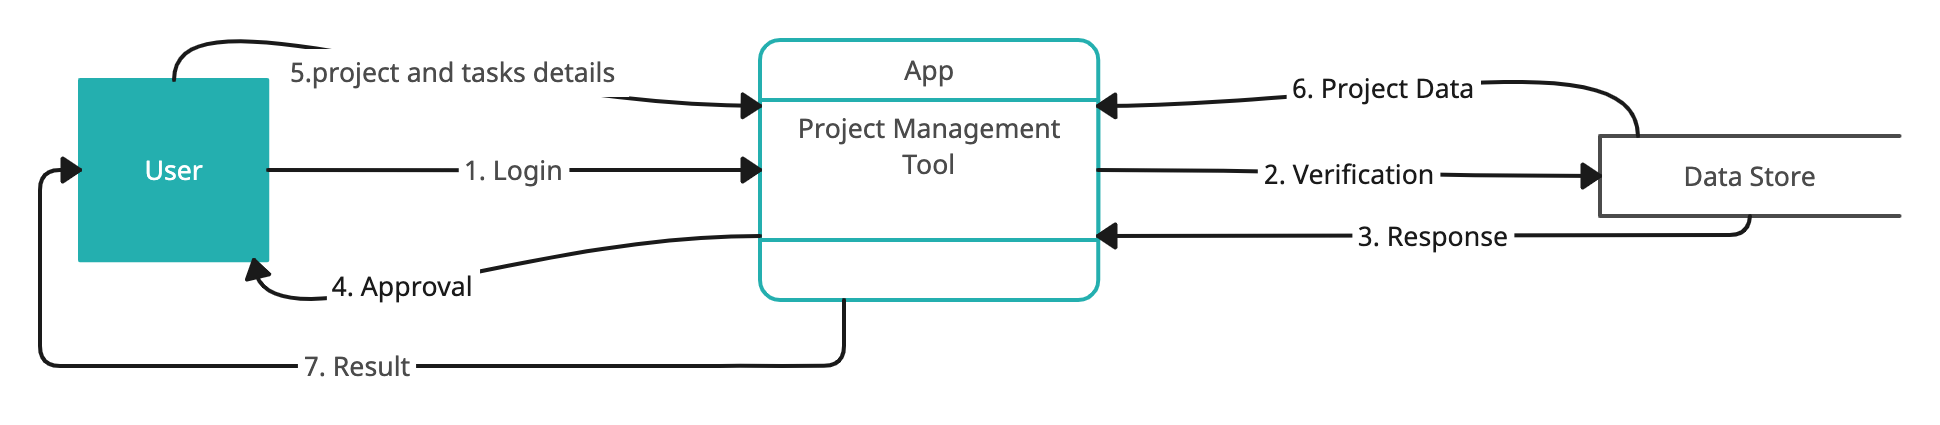 5.project and tasks details
App
6. Project Data
Project Management
Tool
User
1. Login
2. Verification
Data Store
3. Response
4. Approval
7. Result